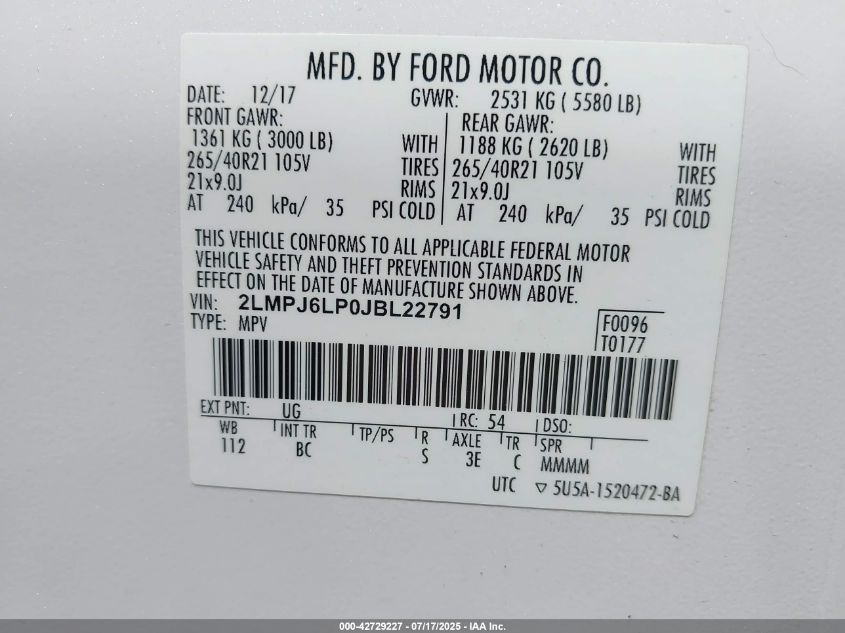 MFD. BY FORD MOTOR CO.
DATE: 12/17 GVWR: 2531 KG ( 5580 LB)
FRONT GAWR: REAR GAWR:
1361 KG ( 3000 LB) WITH 1188 KG ( 2620 LB) WITH
265/40R21 105V TIRES 265/40R21 105V TIRES
21x9.0J RIMS 21x9.0J RIMS
AT 240 kPa/ 35 PSI COLD AT 240 kPa/ 35 PSI COLD
THIS VEHICLE CONFORMS TO ALL APPLICABLE FEDERAL MOTOR
VEHICLE SAFETY AND THEFT PREVENTION STANDARDS IN
EFFECT ON THE DATE OF MANUFACTURE SHOWN ABOVE.
VIN: 2LMPJ6LP0JBL22791
TYPE: MPV
F0096
T0177
EXT PNT: UG RC: 54 DSO:
WB INT TR TP/PS R AXLE TR SPR
112 BC S 3E C MMMM
UTC ▽ 5U5A-1520472-BA
000-42729227 - 07/17/2025 - IAA Inc.